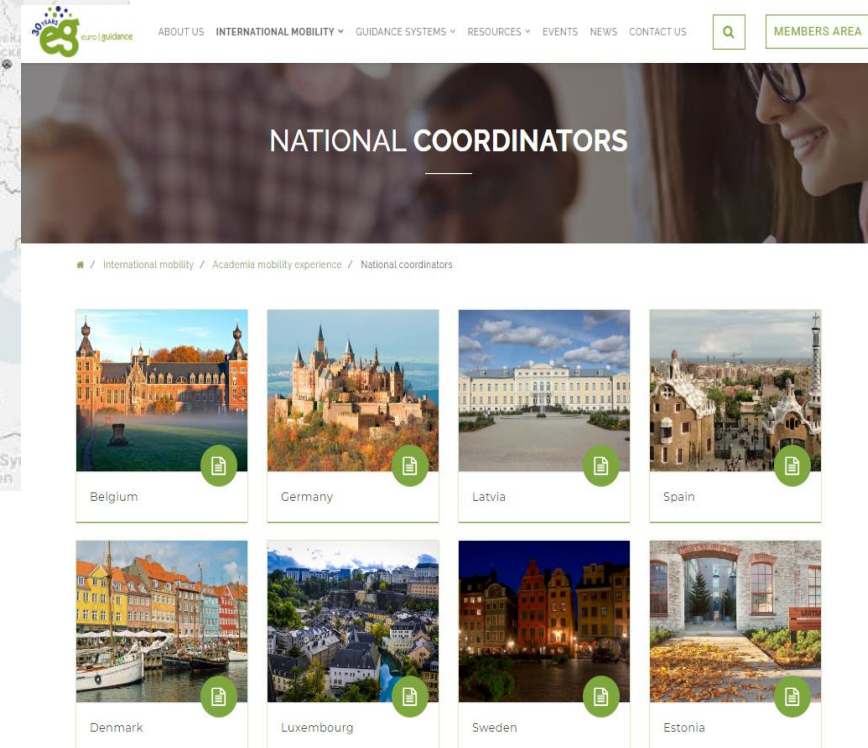 30 YEARS
eg euro | guidance
ABOUT US INTERNATIONAL MOBILITY GUIDANCE SYSTEMS RESOURCES EVENTS NEWS CONTACT US MEMBERS AREA
NATIONAL COORDINATORS
/ International mobility / Academia mobility experience / National coordinators
Belgium Germany Latvia Spain
Denmark Luxembourg Sweden Estonia